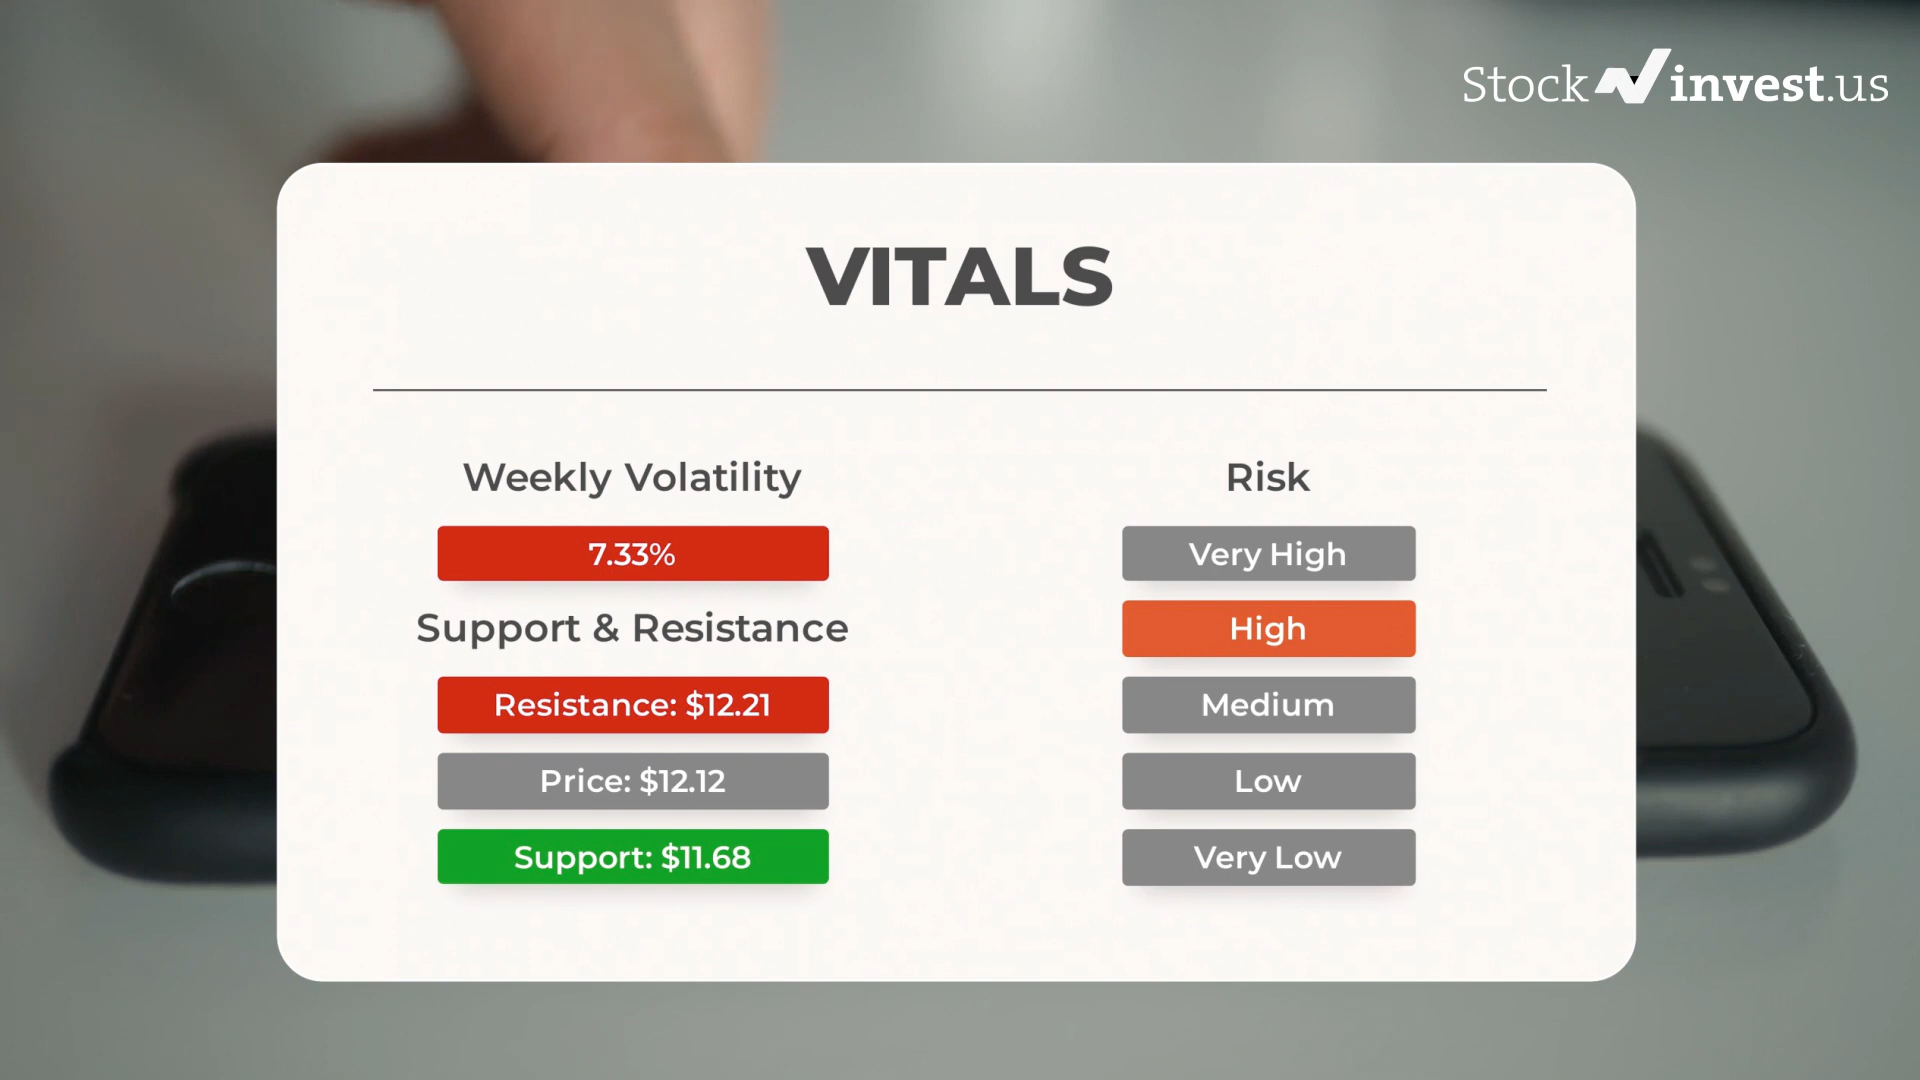 Stock invest.us
VITALS
Weekly Volatility
7.33%
Support & Resistance
Resistance: $12.21
Price: $12.12
Support: $11.68
Risk
Very High
High
Medium
Low
Very Low